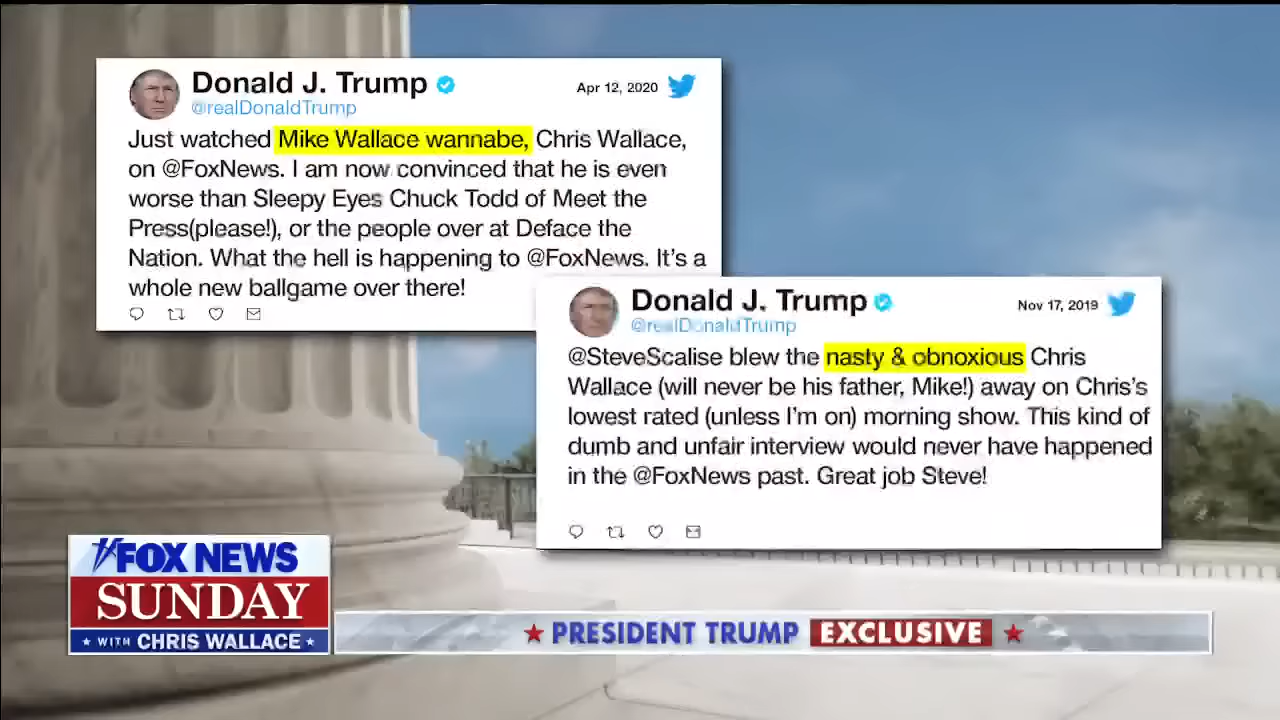 Donald J. Trump
Apr 12, 2020
@realDonaldTrump
Just watched Mike Wallace wannabe, Chris Wallace,
on @FoxNews. I am now convinced that he is even
worse than Sleepy Eyes Chuck Todd of Meet the
Press(please!), or the people over at Deface the
Nation. What the hell is happening to @FoxNews. It's a
whole new ballgame over there!
Donald J. Trump
Nov 17, 2019
@realDonaldTrump
@SteveScalise blew the nasty & obnoxious Chris
Wallace (will never be his father, Mike!) away on Chris's
lowest rated (unless I'm on) morning show. This kind of
dumb and unfair interview would never have happened
in the @FoxNews past. Great job Steve!
FOX NEWS
SUNDAY
WITH CHRIS WALLACE
PRESIDENT TRUMP EXCLUSIVE